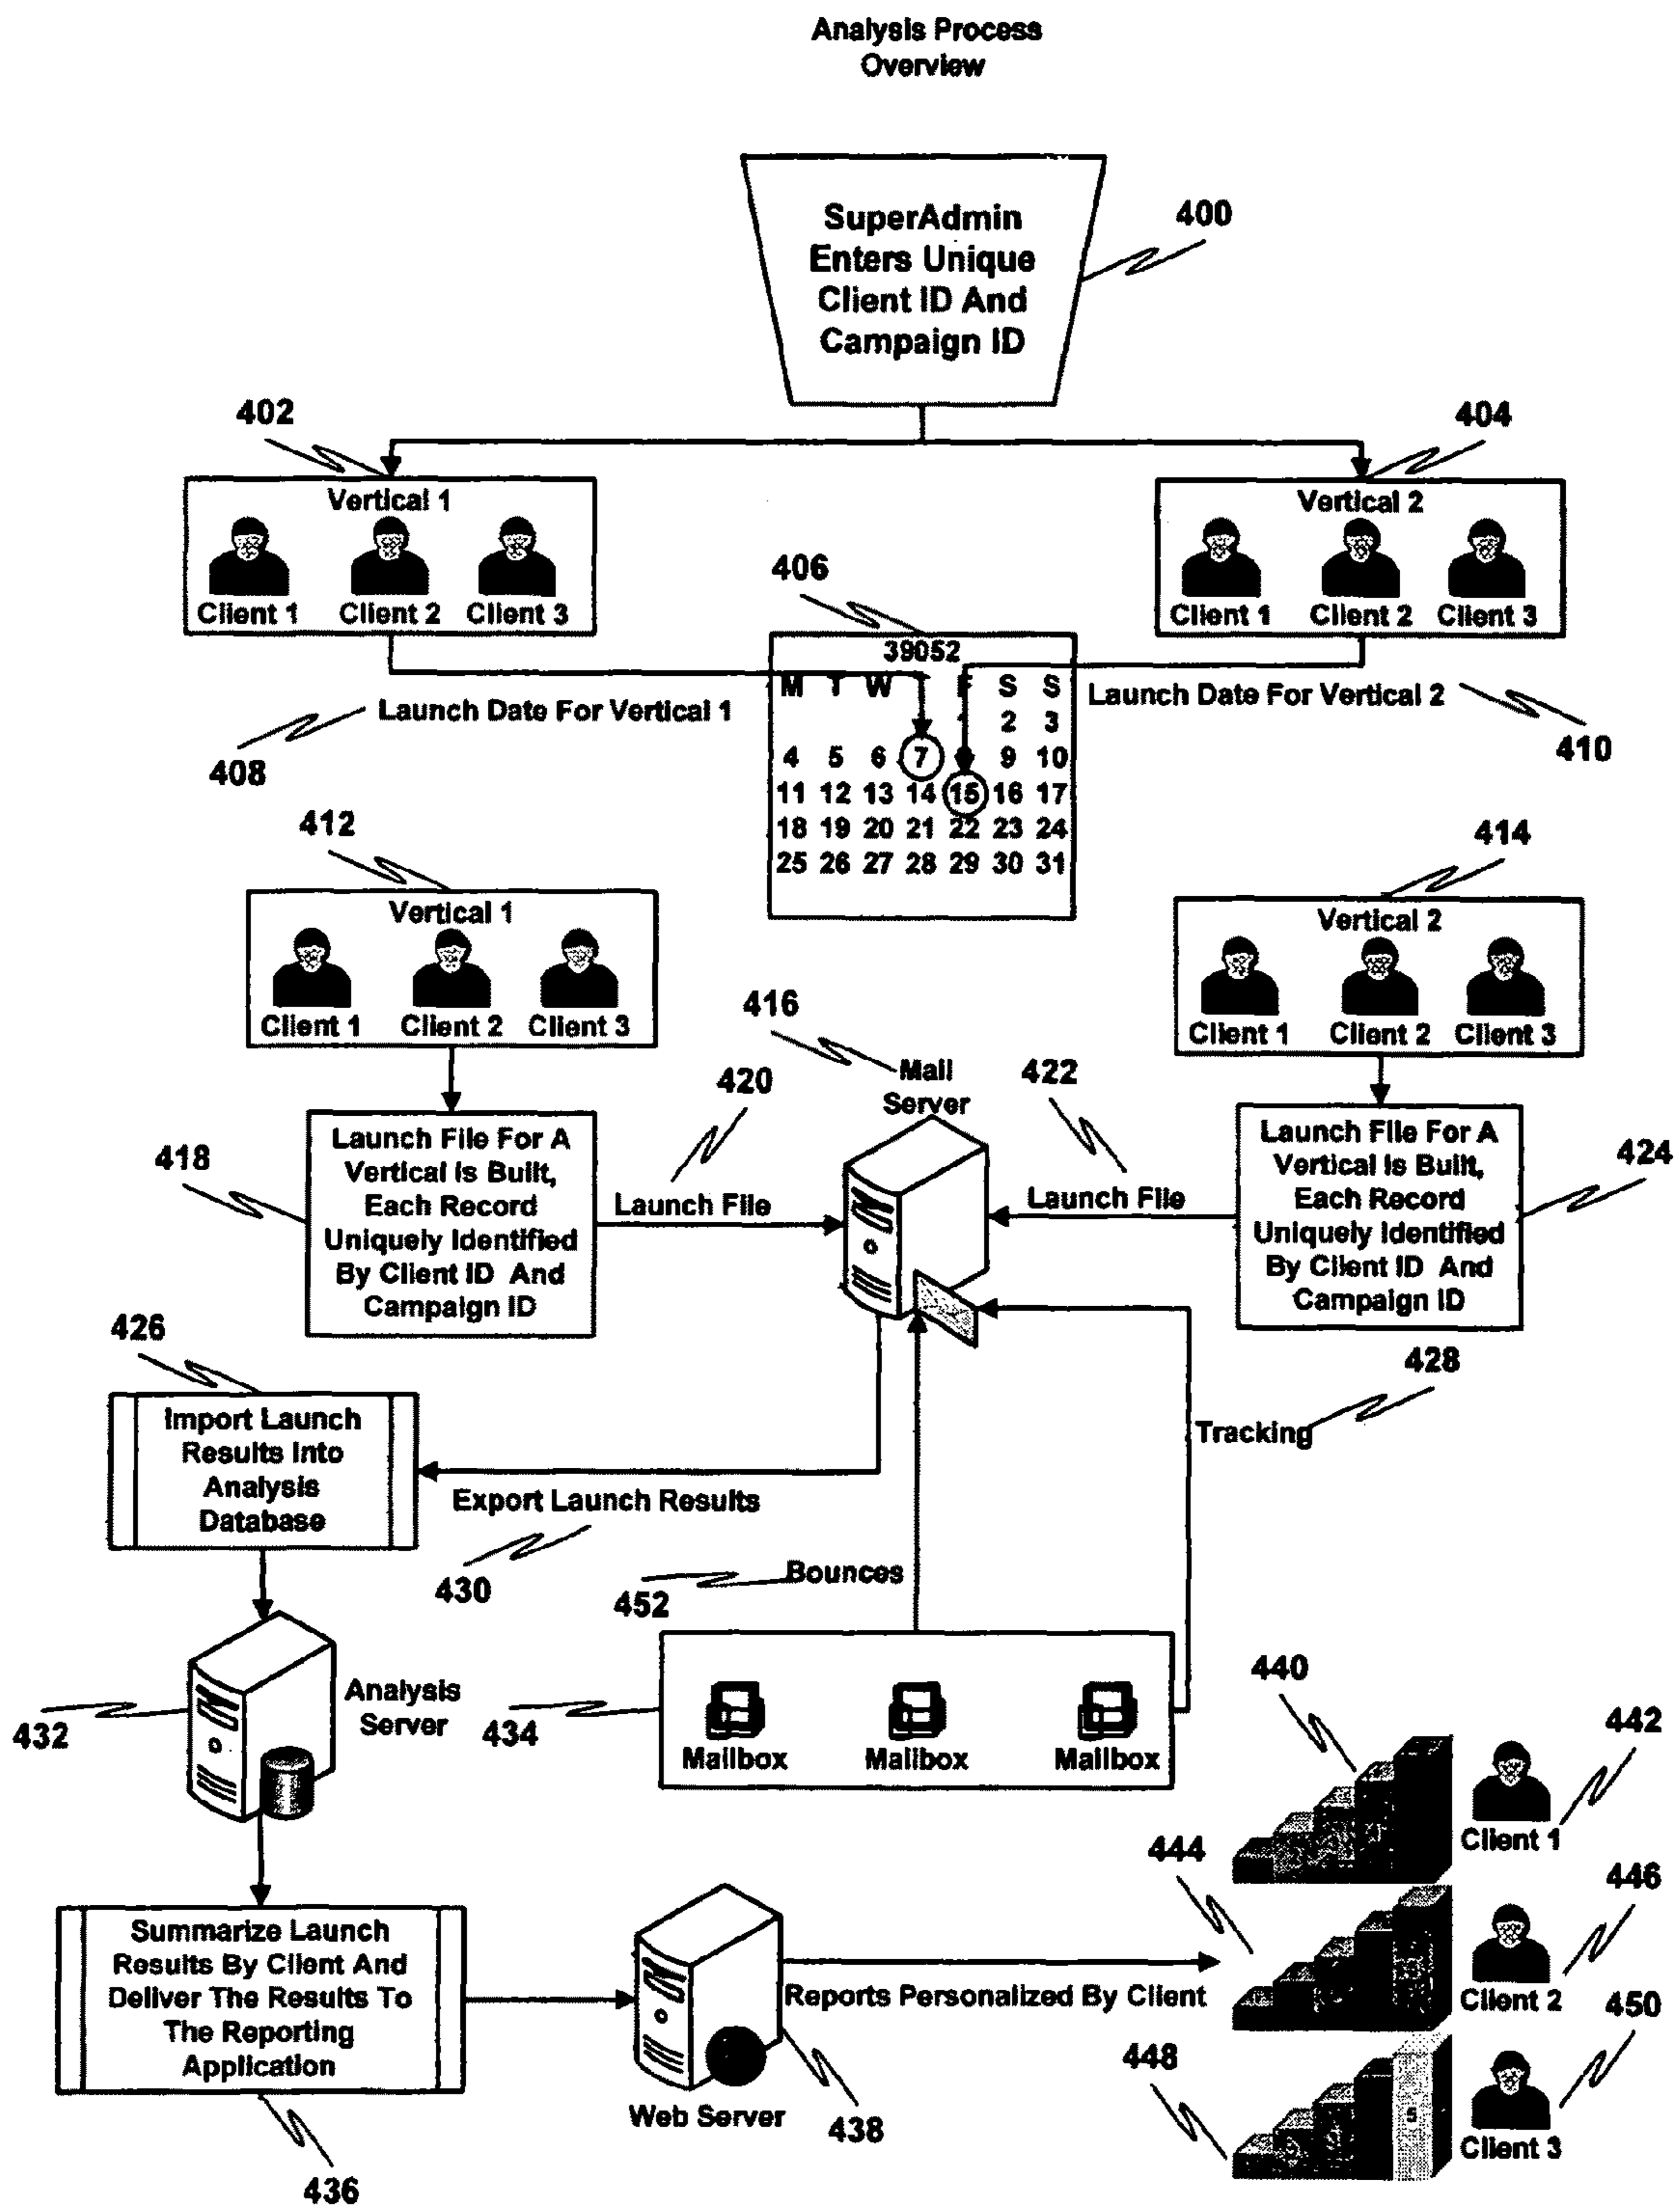 Analysis Process
Overview
SuperAdmin
Enters Unique
Client ID And
Campaign ID
400
402
404
Vertical 1
Client 1 Client 2 Client 3
Vertical 2
Client 1 Client 2 Client 3
406
39052
M T W F S S
2 3
4 5 6 7 9 10
11 12 13 14 15 16 17
18 19 20 21 22 23 24
25 26 27 28 29 30 31
Launch Date For Vertical 1
408
Launch Date For Vertical 2
410
412
Vertical 1
Client 1 Client 2 Client 3
414
Vertical 2
Client 1 Client 2 Client 3
416
Mail
Server
418
Launch File For A
Vertical Is Built,
Each Record
Uniquely Identified
By Client ID And
Campaign ID
420
Launch File
422
Launch File
Launch File For A
Vertical Is Built,
Each Record
Uniquely Identified
By Client ID And
Campaign ID
424
426
Import Launch
Results Into
Analysis
Database
428
Tracking
Export Launch Results
430
Bounces
452
432
Analysis
Server
434
Mailbox Mailbox Mailbox
440
442
Client 1
444
446
Client 2
448
450
5
Client 3
Summarize Launch
Results By Client And
Deliver The Results To
The Reporting
Application
436
Reports Personalized By Client
Web Server
438